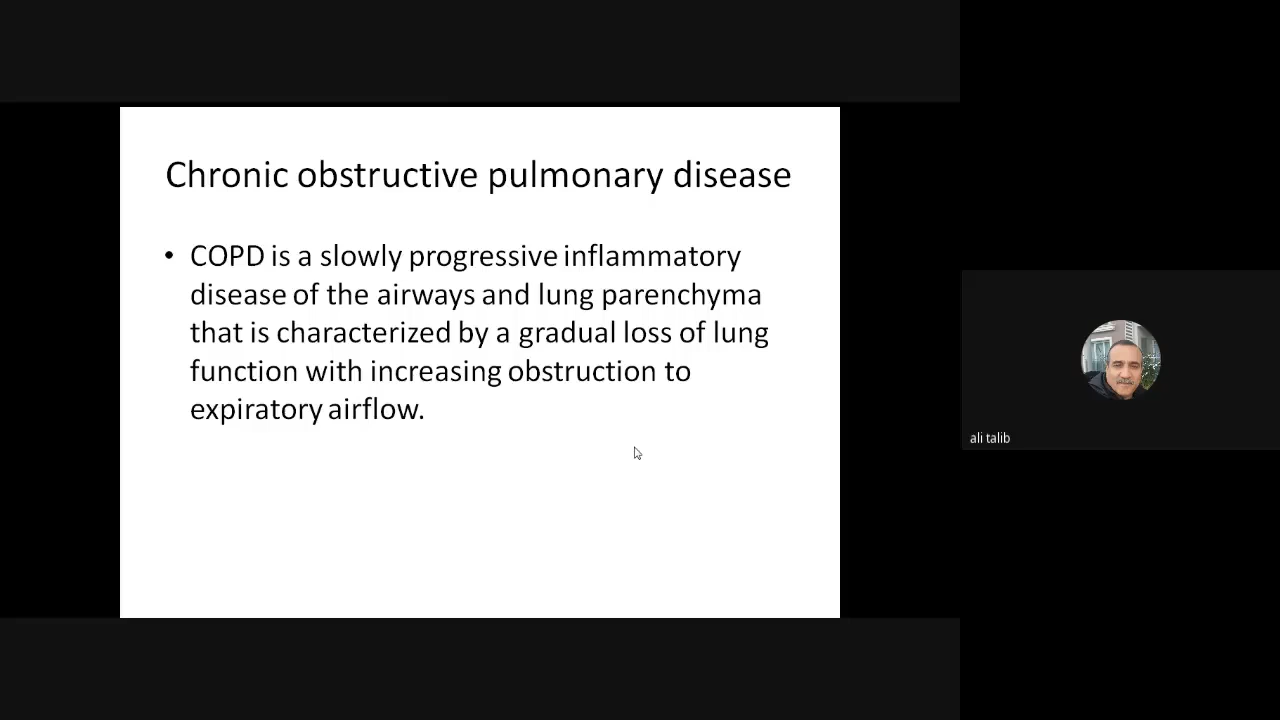 Chronic obstructive pulmonary disease
• COPD is a slowly progressive inflammatory
disease of the airways and lung parenchyma
that is characterized by a gradual loss of lung
function with increasing obstruction to
expiratory airflow.
ali talib